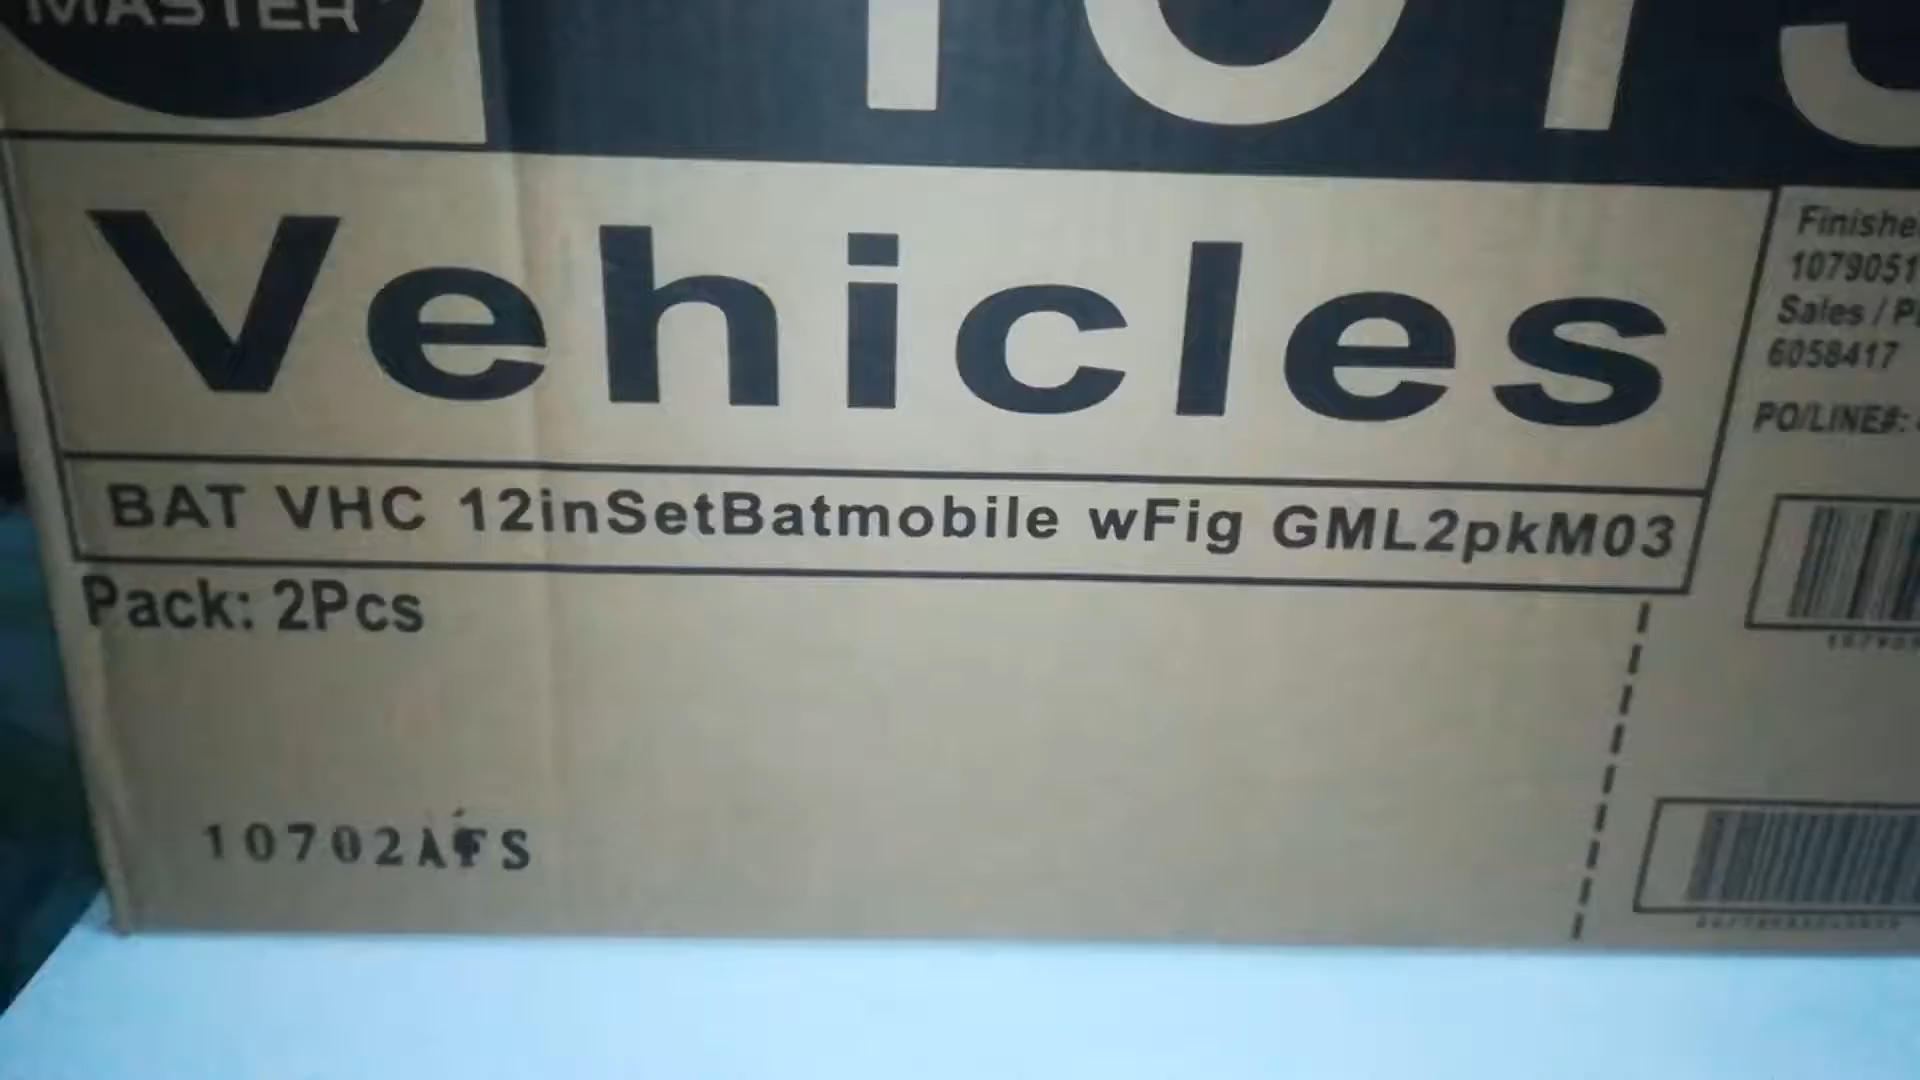 MASTER
Vehicles
BAT VHC 12inSetBatmobile wFig GML2pkM03
Pack: 2Pcs
10702AFS
Finishe
1079051
Sales / P
6058417
PO/LINE#: